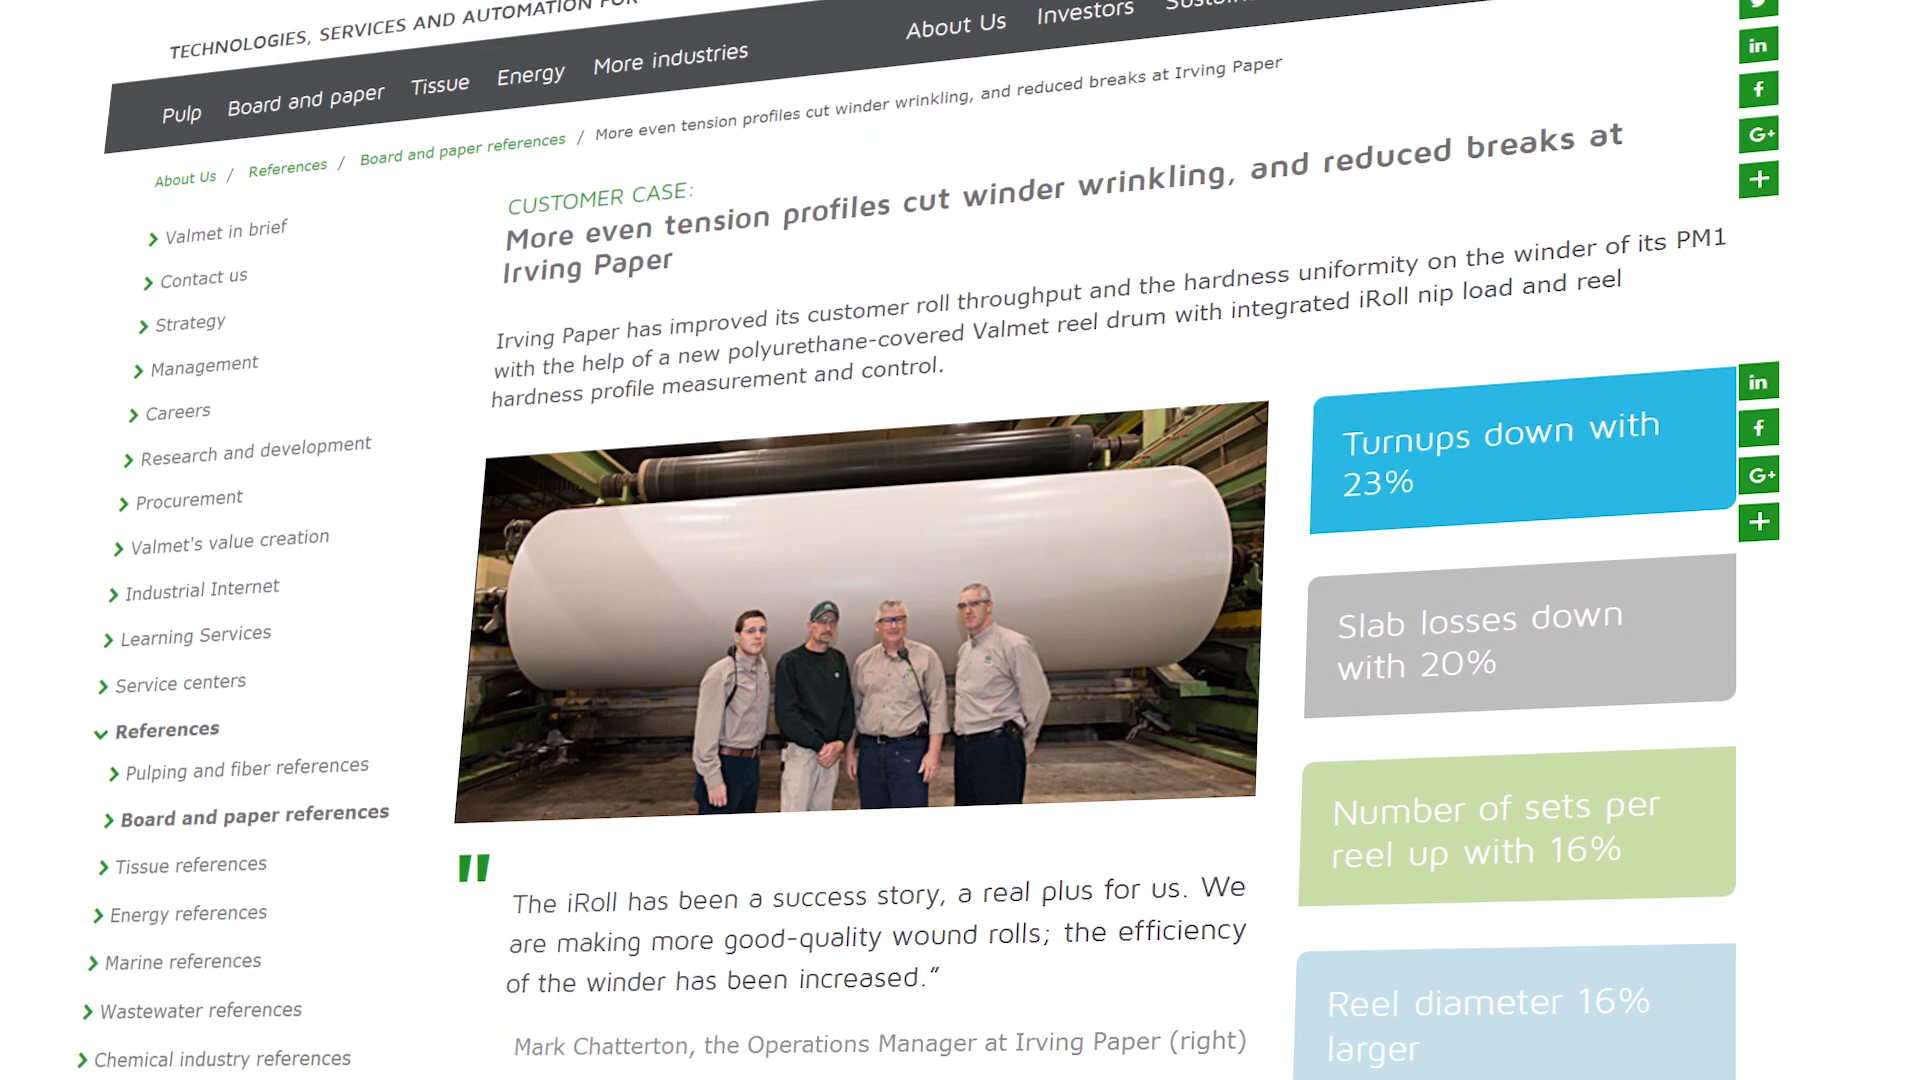 TECHNOLOGIES, SERVICES AND AUTOMATION FOR
Pulp Board and paper Tissue Energy More industries About Us Investors
About Us / References / Board and paper references / More even tension profiles cut winder wrinkling, and reduced breaks at Irving Paper
Valmet in brief
Contact us
Strategy
Management
Careers
Research and development
Procurement
Valmet's value creation
Industrial Internet
Learning Services
Service centers
References
Pulping and fiber references
Board and paper references
Tissue references
Energy references
Marine references
Wastewater references
Chemical industry references
CUSTOMER CASE:
More even tension profiles cut winder wrinkling, and reduced breaks at
Irving Paper
Irving Paper has improved its customer roll throughput and the hardness uniformity on the winder of its PM1
with the help of a new polyurethane-covered Valmet reel drum with integrated iRoll nip load and reel
hardness profile measurement and control.
" The iRoll has been a success story, a real plus for us. We
are making more good-quality wound rolls; the efficiency
of the winder has been increased.”
Mark Chatterton, the Operations Manager at Irving Paper (right)
Turnups down with
23%
Slab losses down
with 20%
Number of sets per
reel up with 16%
Reel diameter 16%
larger
in
f
G+
+
in
f
G+
+